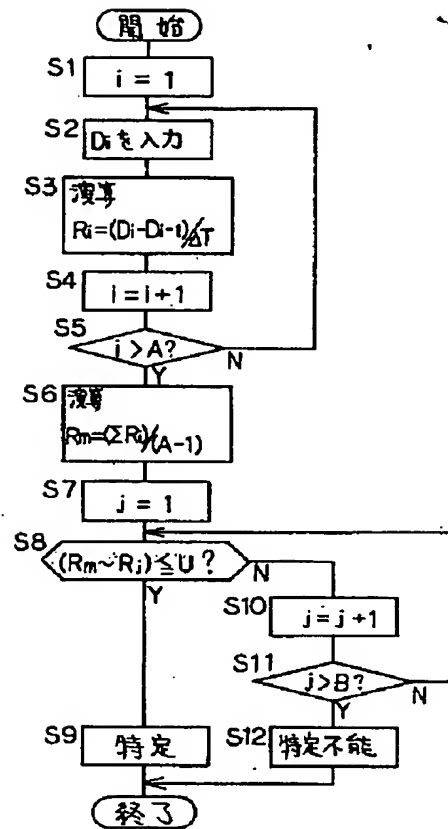 開始
S1
i = 1
S2
Diを入力
S3
演算
Ri=(Di-Di-1)/ΔT
S4
i=i+1
S5
i>A?
N
Y
S6
演算
Rm=(ΣRi)/(A-1)
S7
j = 1
S8
(Rm~Rj)≦U?
N
Y
S10
j=j+1
S11
j>B?
N
Y
S9
特定
S12
特定不能
終了